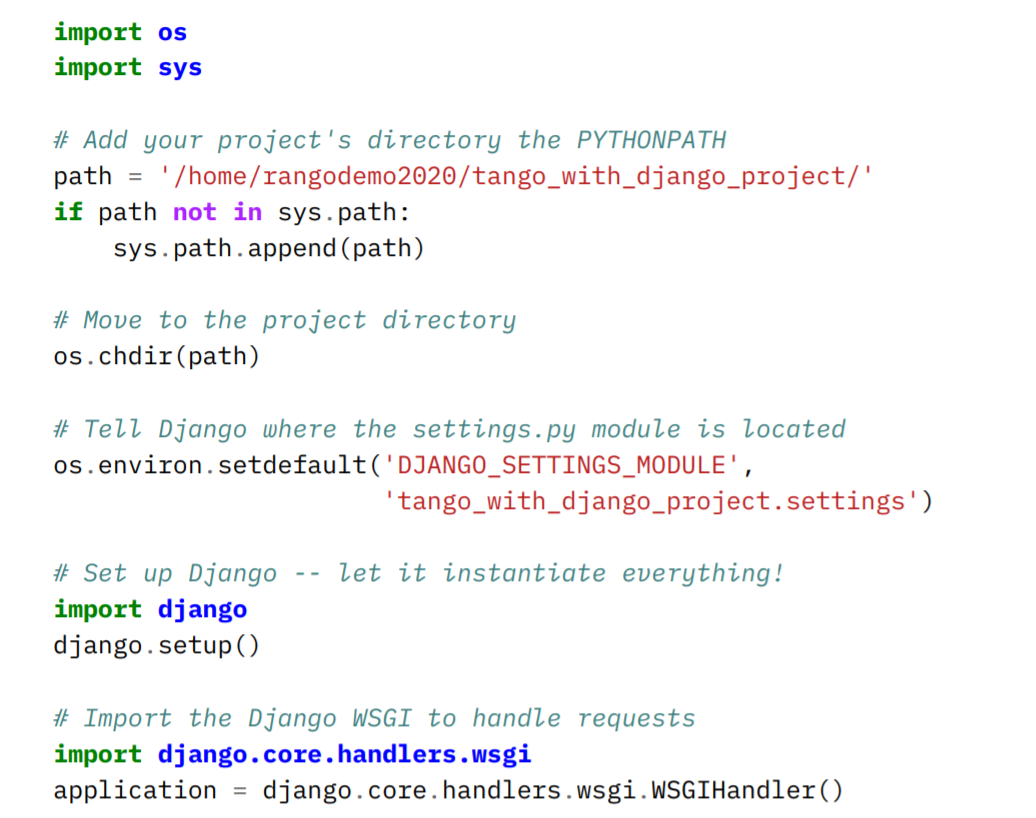 import os
import sys
# Add your project's directory the PYTHONPATH
path = '/home/rangodemo2020/tango_with_django_project/'
if path not in sys.path:
    sys.path.append(path)
# Move to the project directory
os.chdir(path)
# Tell Django where the settings.py module is located
os.environ.setdefault('DJANGO_SETTINGS_MODULE',
                      'tango_with_django_project.settings')
# Set up Django -- let it instantiate everything!
import django
django.setup()
# Import the Django WSGI to handle requests
import django.core.handlers.wsgi
application = django.core.handlers.wsgi.WSGIHandler()